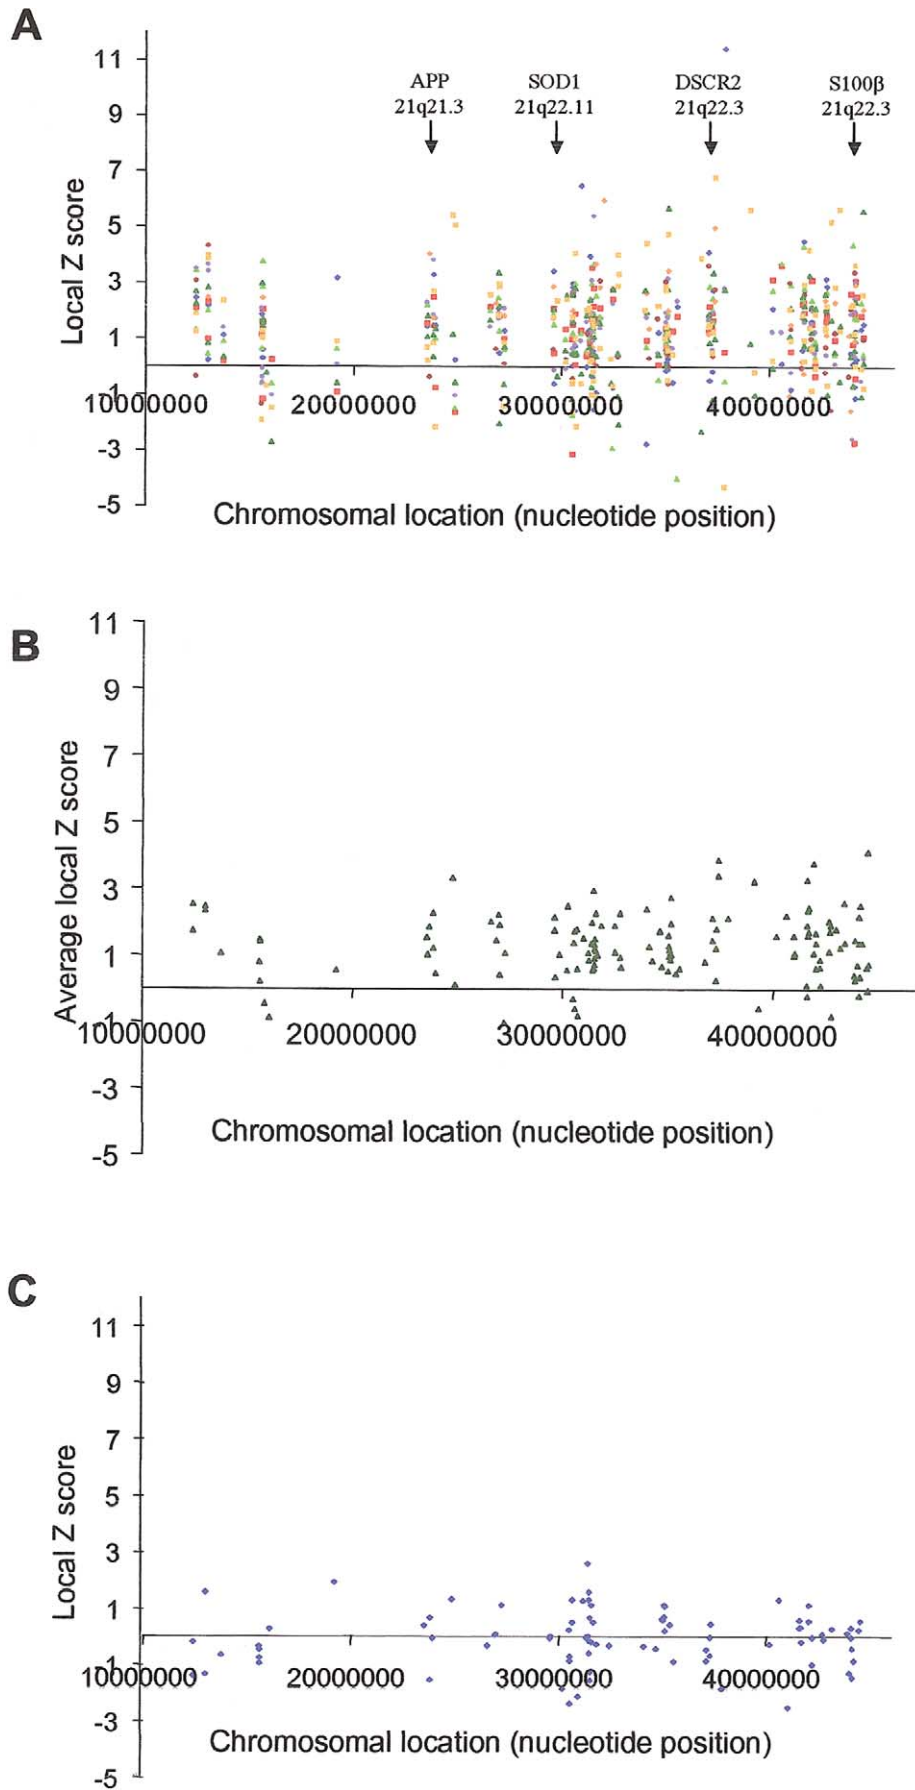 A
11
APP SOD1 DSCR2 S100β
21q21.3 21q22.11 21q22.3 21q22.3
9
7
5
3
1
-1
10000000 20000000 30000000 40000000
-3
-5
Local Z score
Chromosomal location (nucleotide position)
B
11
9
7
5
3
1
-1
10000000 20000000 30000000 40000000
-3
-5
Average local Z score
Chromosomal location (nucleotide position)
C
11
9
7
5
3
1
-1
10000000 20000000 30000000 40000000
-3
-5
Local Z score
Chromosomal location (nucleotide position)